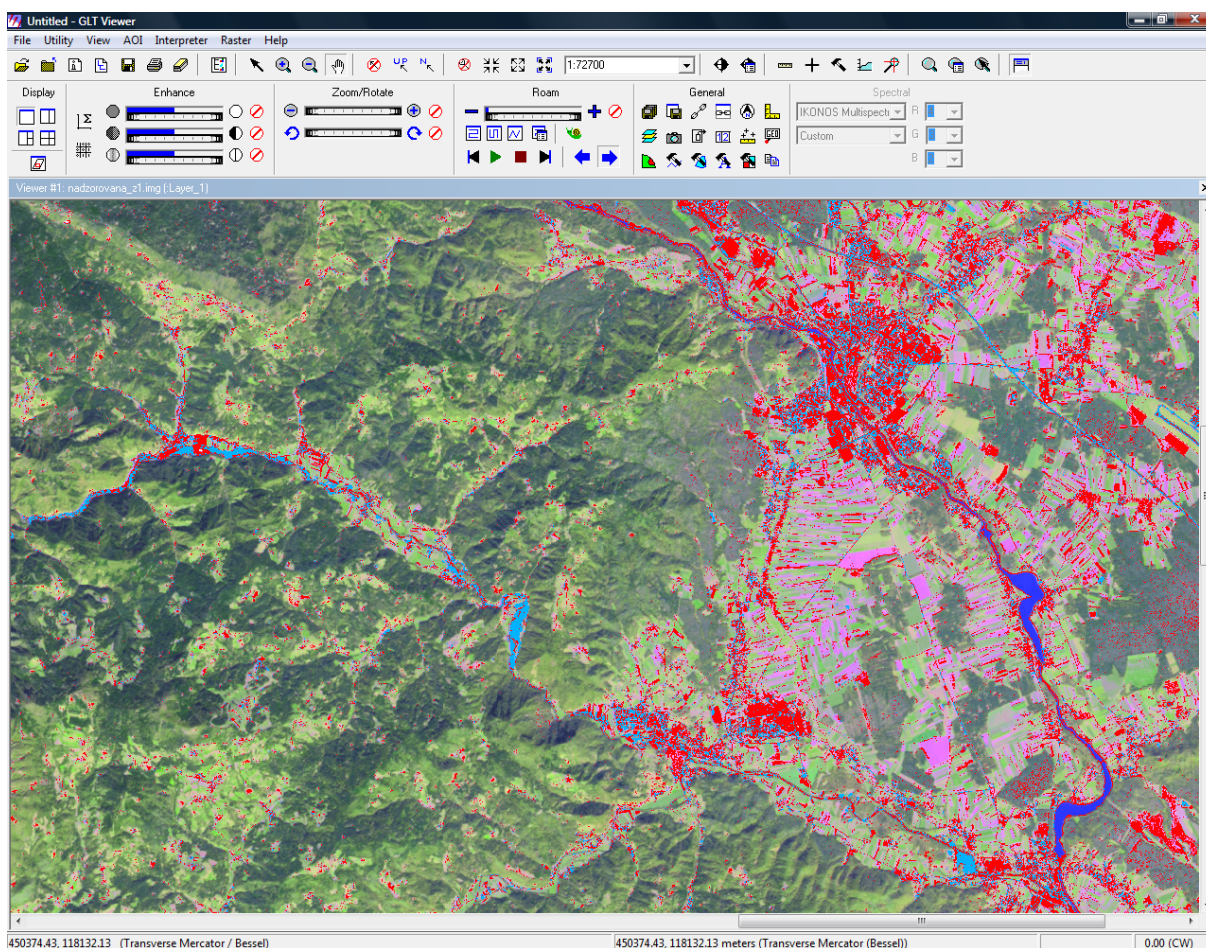 Untitled - GLT Viewer
File Utility View AOI Interpreter Raster Help
1:72700
Display Enhance Zoom/Rotate Roam General Spectral
IKONOS Multispecti R
Custom G
B
Viewer #1: nadzorovana_z1.img (:Layer_1)
450374.43, 118132.13 (Transverse Mercator / Bessel) 450374.43, 118132.13 meters (Transverse Mercator (Bessel)) 0.00 (CW)